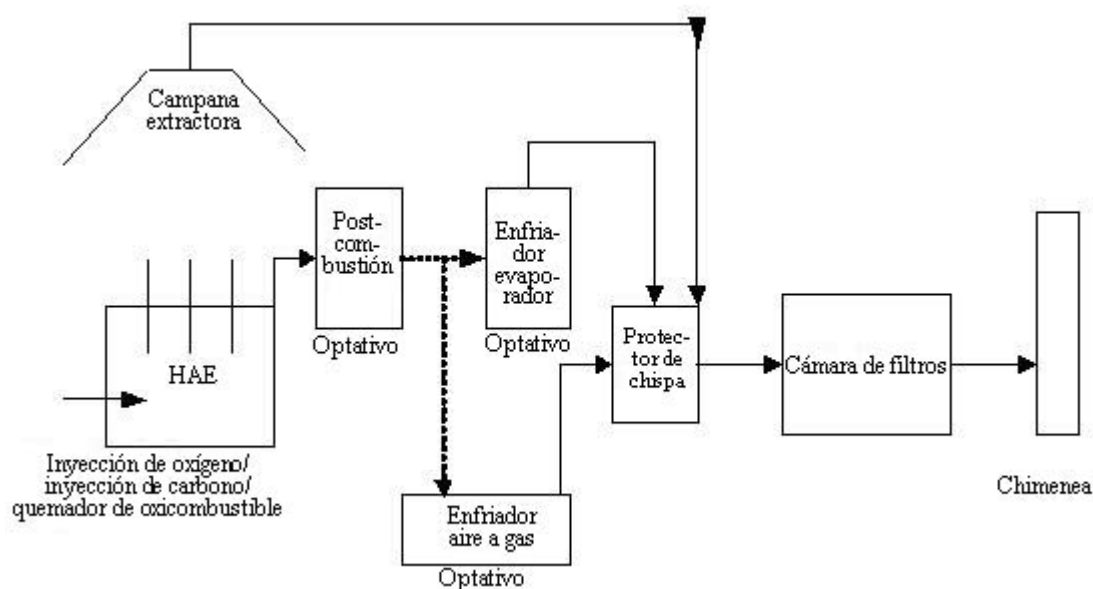 Campana
extractora
Post-
com-
bustión
Optativo
Enfria-
dor
evapo-
rador
Optativo
HAE
Protec-
tor de
chispa
Cámara de filtros
Inyección de oxígeno/
inyección de carbono/
quemador de oxicombustible
Chimenea
Enfriador
aire a gas
Optativo